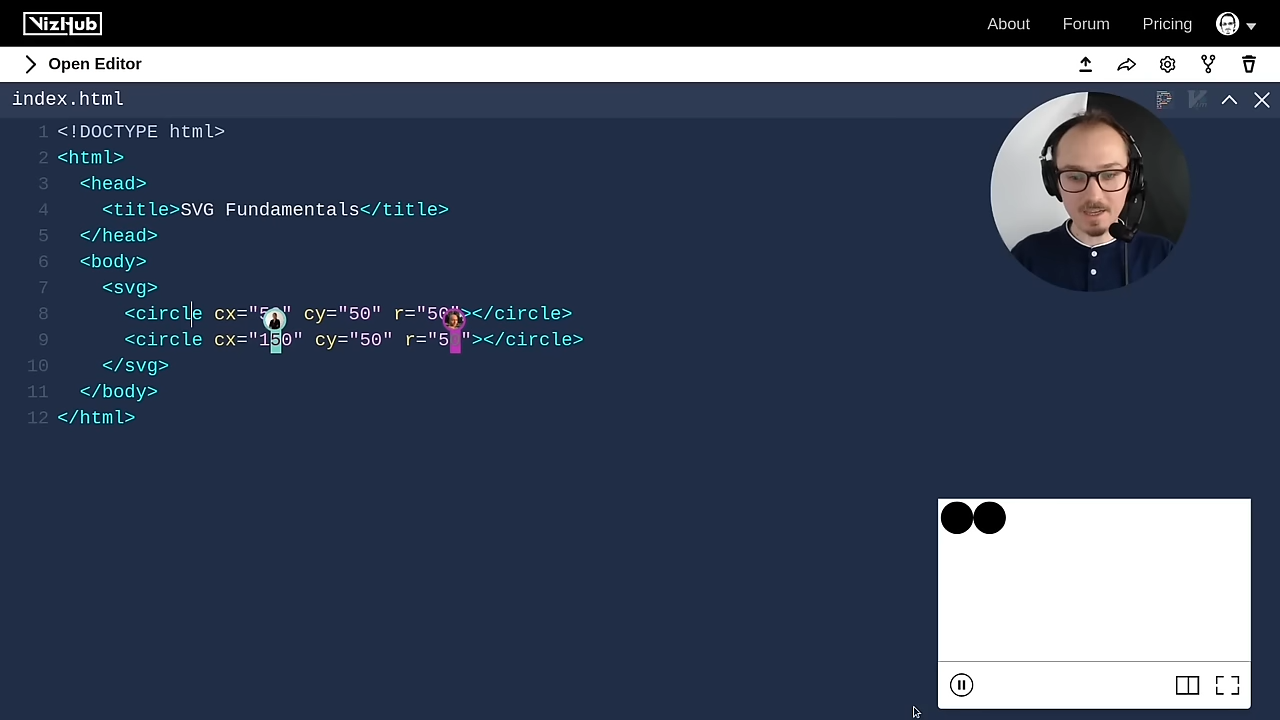 VizHub
About
Forum
Pricing
Open Editor
index.html
1 <!DOCTYPE html>
2 <html>
3   <head>
4     <title>SVG Fundamentals</title>
5   </head>
6   <body>
7     <svg>
8       <circle cx="50" cy="50" r="50"></circle>
9       <circle cx="150" cy="50" r="50"></circle>
10     </svg>
11   </body>
12 </html>